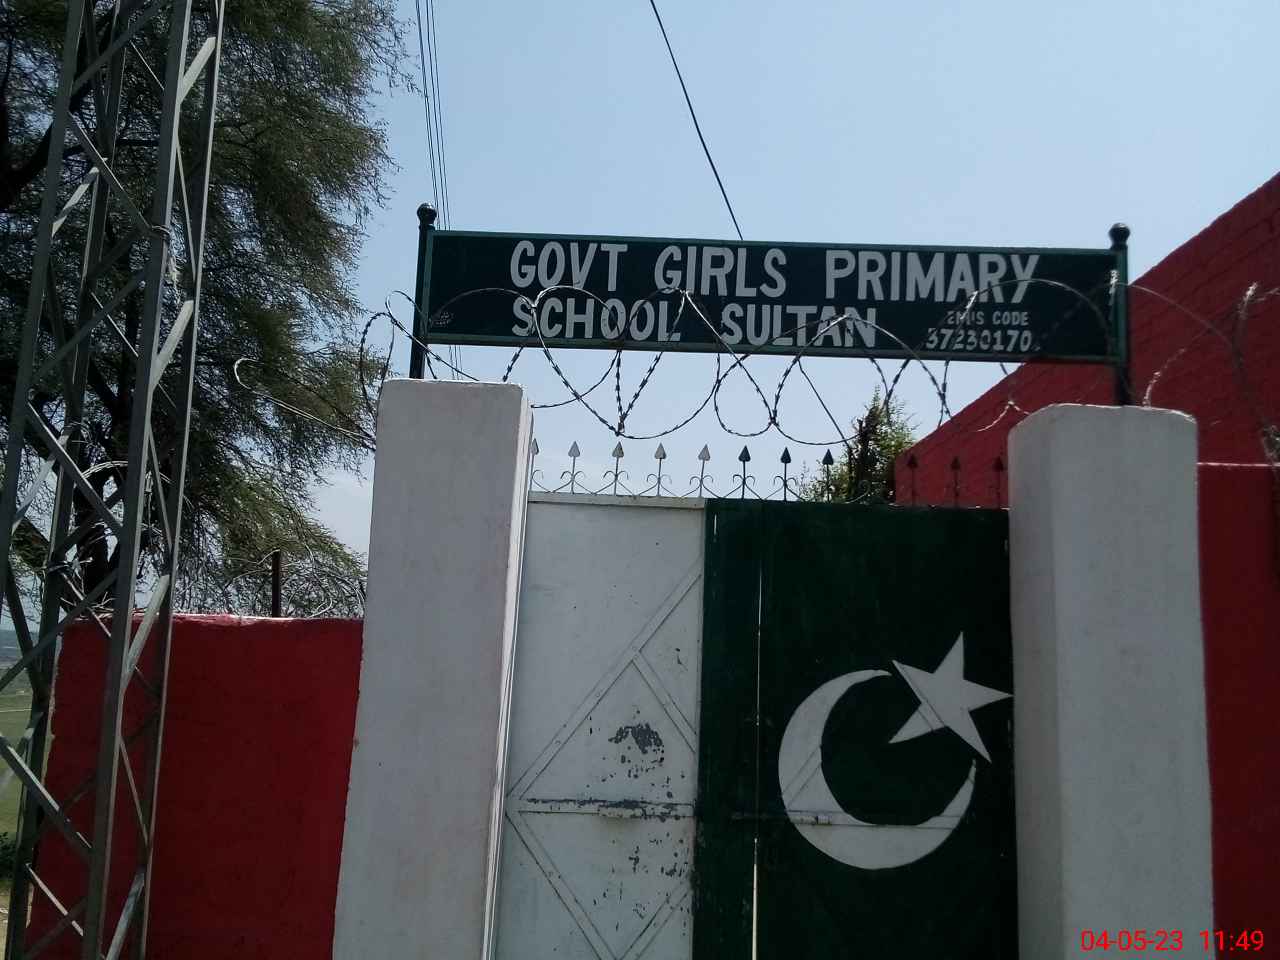 GOVT GIRLS PRIMARY
SCHOOL SULTAN
EMIS CODE
37230170
04-05-23 11:49